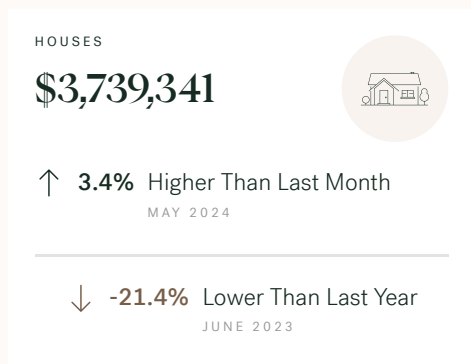 HOUSES
$3,739,341
3.4% Higher Than Last Month
MAY 2024
-21.4% Lower Than Last Year
JUNE 2023